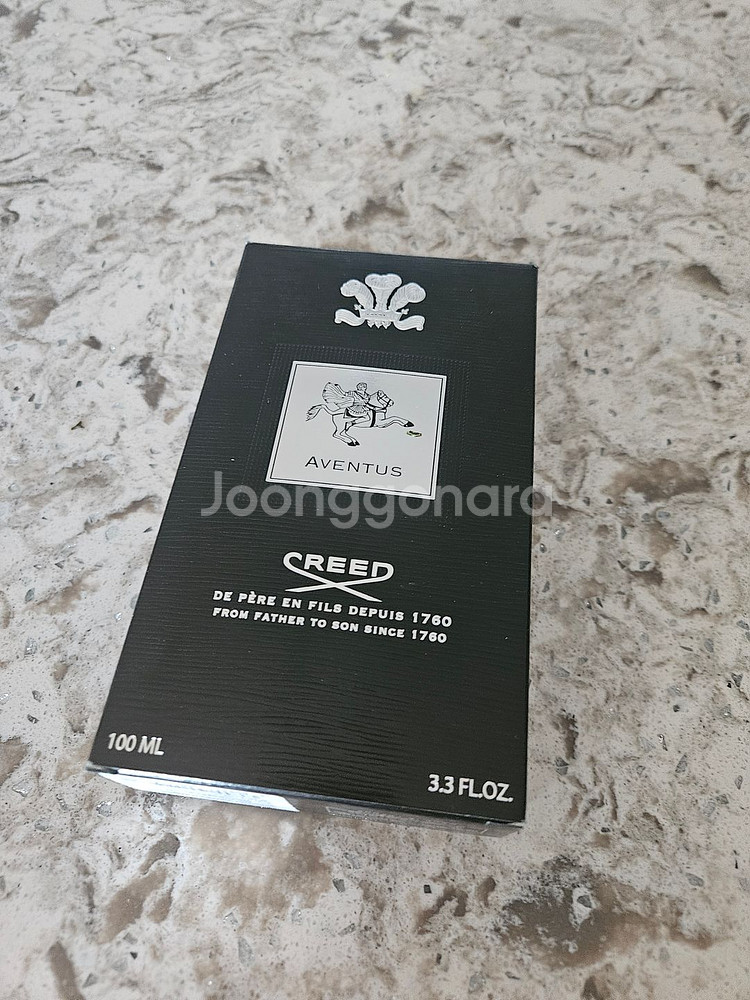 AVENTUS
Joonggonara
CREED
DE PÈRE EN FILS DEPUIS 1760
FROM FATHER TO SON SINCE 1760
100 ML
3.3 FL.OZ.